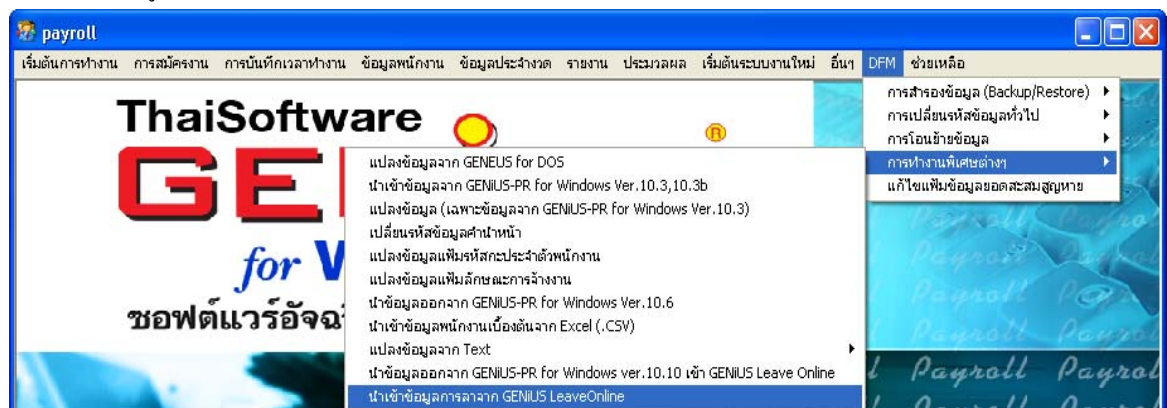 payroll
เริ่มต้นการทำงาน การสมัครงาน การบันทึกเวลาทำงาน ข้อมูลพนักงาน ข้อมูลประจำงวด รายงาน ประมวลผล เริ่มต้นระบบงานใหม่ อื่นๆ DFM ช่วยเหลือ
การสำรองข้อมูล (Backup/Restore)
การเปลี่ยนรหัสข้อมูลทั่วไป
การโอนย้ายข้อมูล
การทำงานพิเศษต่างๆ
แก้ไขแฟ้มข้อมูลยอดสะสมสูญหาย
ThaiSoftware
®
GE
for W
ซอฟต์แวร์อัจฉ
แปลงข้อมูลจาก GENEUS for DOS
นำเข้าข้อมูลจาก GENiUS-PR for Windows Ver.10.3,10.3b
แปลงข้อมูล (เฉพาะข้อมูลจาก GENiUS-PR for Windows Ver.10.3)
เปลี่ยนรหัสข้อมูลคำนำหน้า
แปลงข้อมูลแฟ้มรหัสกะประจำตัวพนักงาน
แปลงข้อมูลแฟ้มลักษณะการจ้างงาน
นำข้อมูลออกจาก GENiUS-PR for Windows Ver.10.6
นำเข้าข้อมูลพนักงานเบื้องต้นจาก Excel (.CSV)
แปลงข้อมูลจาก Text
นำข้อมูลออกจาก GENiUS-PR for Windows ver.10.10 เข้า GENiUS Leave Online
นำเข้าข้อมูลการลาจาก GENiUS LeaveOnline
Payroll Payrol
Payroll Payrol
Payroll Payrol
Payroll Payrol